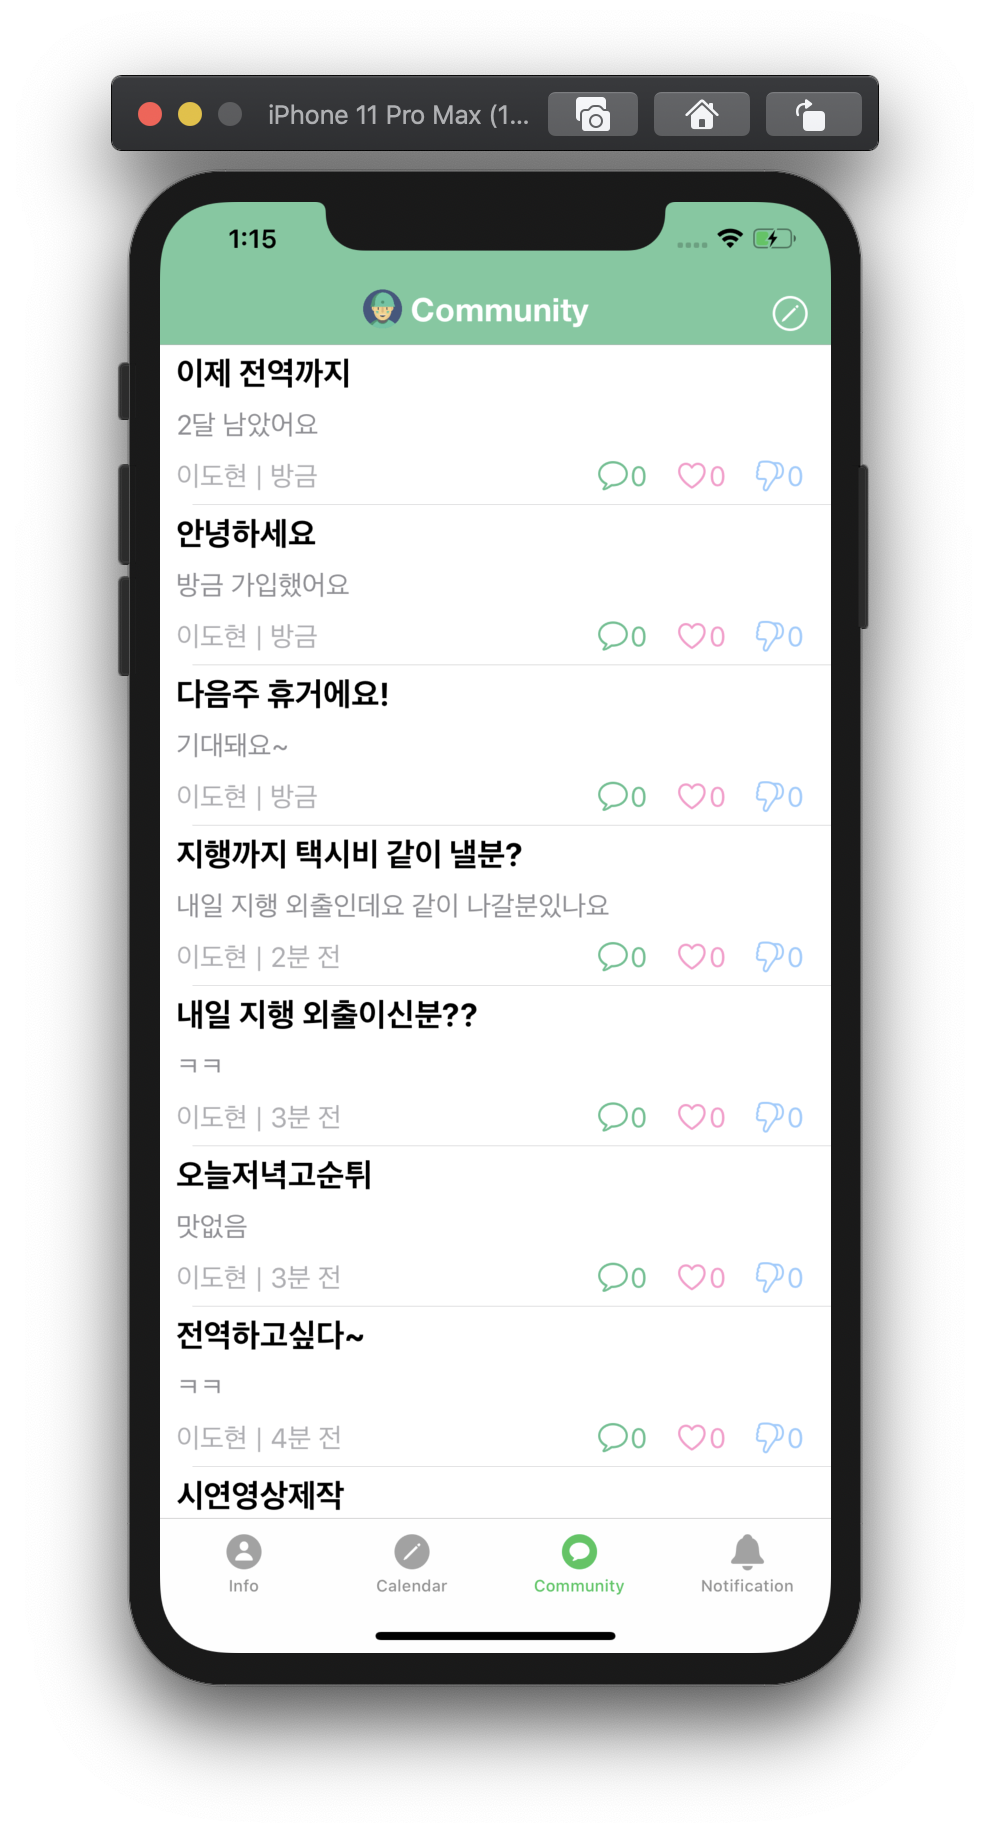 iPhone 11 Pro Max (1...
1:15
Community
이제 전역까지
2달 남았어요
이도현 | 방금 0 0 0
안녕하세요
방금 가입했어요
이도현 | 방금 0 0 0
다음주 휴거에요!
기대돼요~
이도현 | 방금 0 0 0
지행까지 택시비 같이 낼분?
내일 지행 외출인데요 같이 나갈분있나요
이도현 | 2분 전 0 0 0
내일 지행 외출이신분??
ㅋㅋ
이도현 | 3분 전 0 0 0
오늘저녁고순튀
맛없음
이도현 | 3분 전 0 0 0
전역하고싶다~
ㅋㅋ
이도현 | 4분 전 0 0 0
시연영상제작
Info Calendar Community Notification